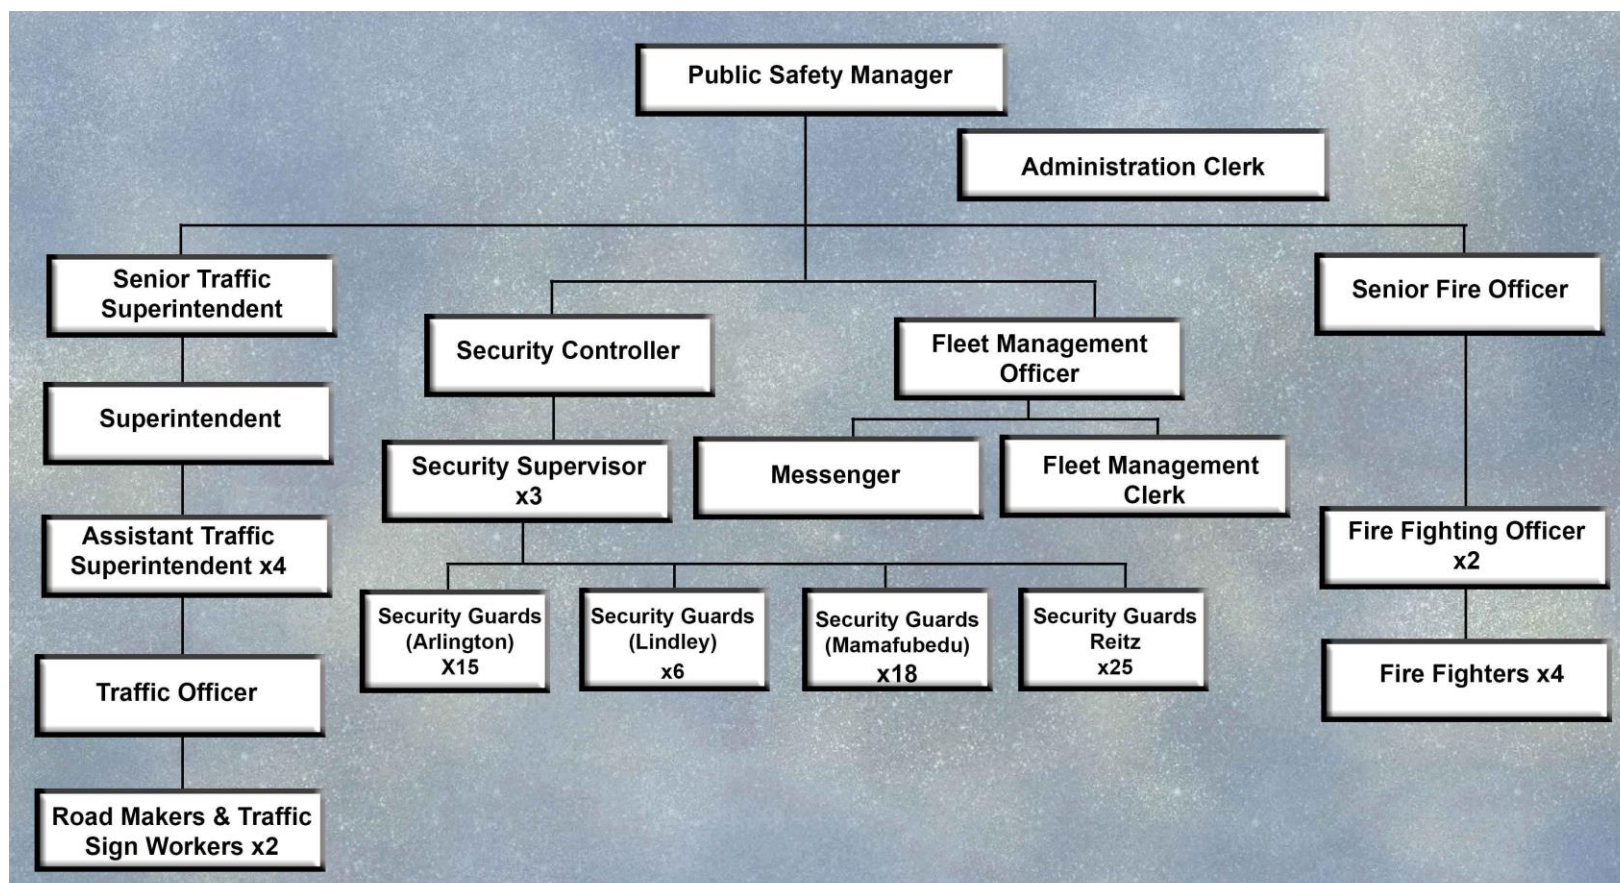 Public Safety Manager
Administration Clerk
Senior Traffic
Superintendent
Senior Fire Officer
Security Controller
Fleet Management
Officer
Superintendent
Security Supervisor
x3
Messenger
Fleet Management
Clerk
Assistant Traffic
Superintendent x4
Fire Fighting Officer
x2
Security Guards
(Arlington)
X15
Security Guards
(Lindley)
x6
Security Guards
(Mamafubedu)
x18
Security Guards
Reitz
x25
Traffic Officer
Fire Fighters x4
Road Makers & Traffic
Sign Workers x2